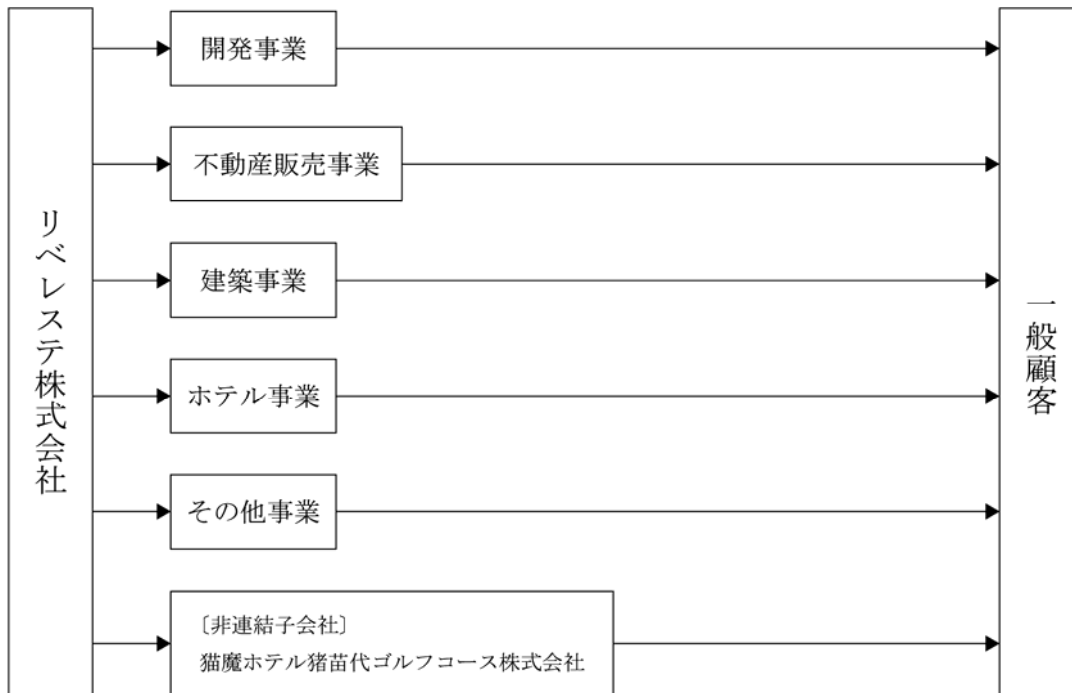 リベレステ株式会社
開発事業
不動産販売事業
建築事業
ホテル事業
その他事業
〔非連結子会社〕
猫魔ホテル猪苗代ゴルフコース株式会社
一般顧客